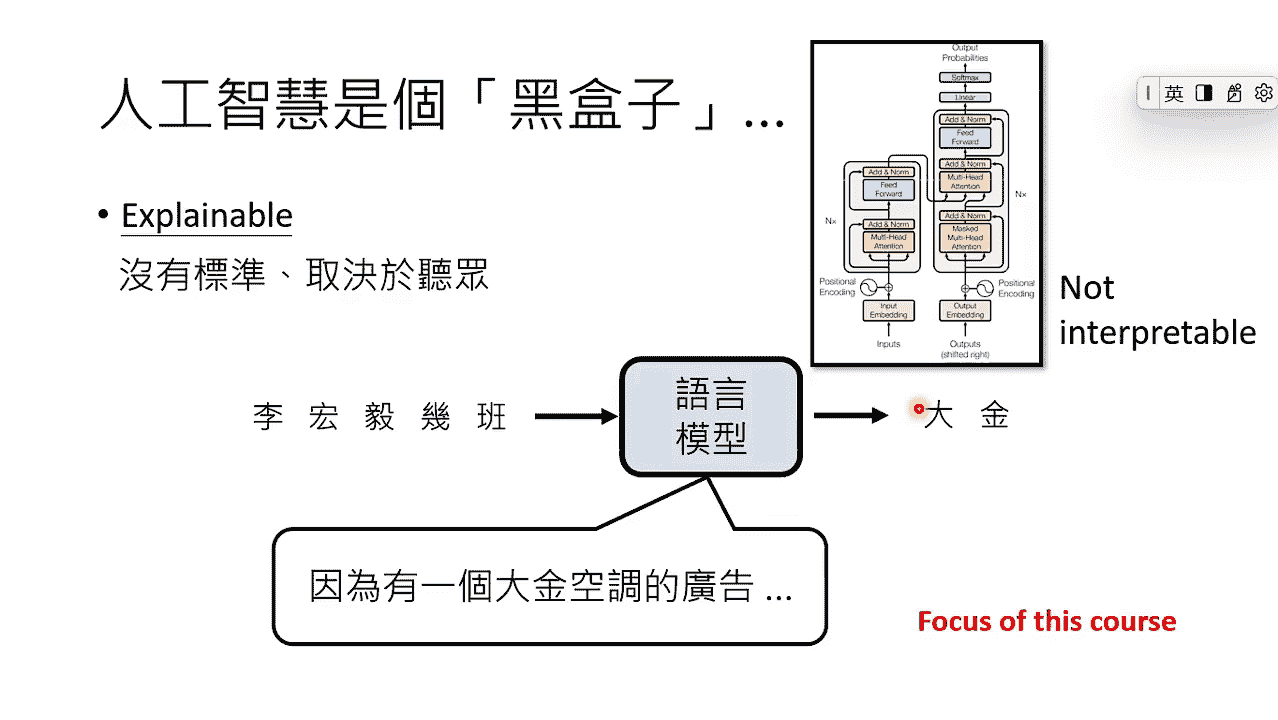 人工智慧是個「黑盒子」...
• Explainable
沒有標準、取決於聽眾
Output
Probabilities
Softmax
Linear
Add & Norm
Feed
Forward
Add & Norm
Multi-Head
Attention
Add & Norm
Masked
Multi-Head
Attention
Nx
Positional
Encoding
Output
Embedding
Outputs
(shifted right)
Add & Norm
Feed
Forward
Add & Norm
Multi-Head
Attention
Nx
Positional
Encoding
Input
Embedding
Inputs
英
Not
interpretable
李 宏 毅 幾 班
語言
模型
大 金
因為有一個大金空調的廣告 ...
Focus of this course